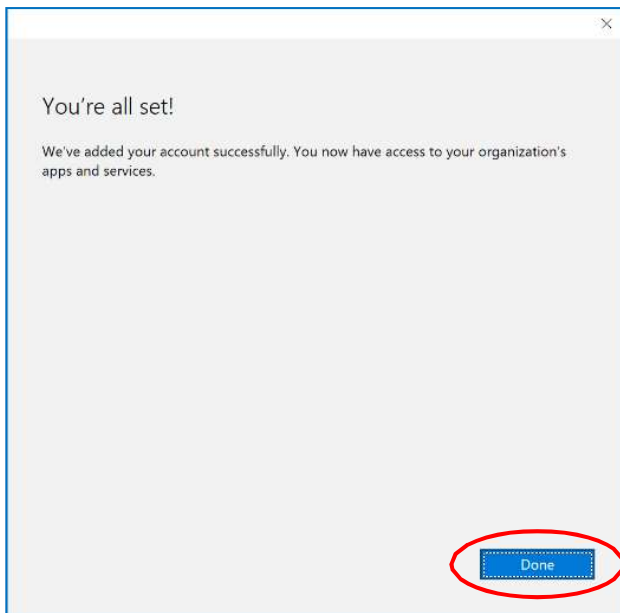 You're all set!
We've added your account successfully. You now have access to your organization's
apps and services.
Done